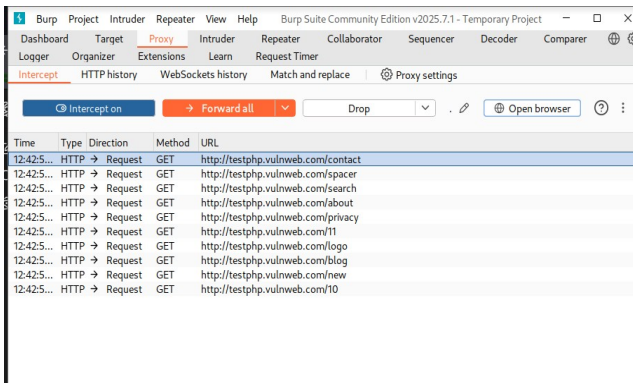 Burp Project Intruder Repeater View Help Burp Suite Community Edition v2025.7.1 - Temporary Project
Dashboard Target Proxy Intruder Repeater Collaborator Sequencer Decoder Comparer
Logger Organizer Extensions Learn Request Timer
Intercept HTTP history WebSockets history Match and replace Proxy settings
Intercept on → Forward all Drop . Open browser ?
Time Type Direction Method URL
12:42:5... HTTP → Request GET http://testphp.vulnweb.com/contact
12:42:5... HTTP → Request GET http://testphp.vulnweb.com/spacer
12:42:5... HTTP → Request GET http://testphp.vulnweb.com/search
12:42:5... HTTP → Request GET http://testphp.vulnweb.com/about
12:42:5... HTTP → Request GET http://testphp.vulnweb.com/privacy
12:42:5... HTTP → Request GET http://testphp.vulnweb.com/11
12:42:5... HTTP → Request GET http://testphp.vulnweb.com/logo
12:42:5... HTTP → Request GET http://testphp.vulnweb.com/blog
12:42:5... HTTP → Request GET http://testphp.vulnweb.com/new
12:42:5... HTTP → Request GET http://testphp.vulnweb.com/10